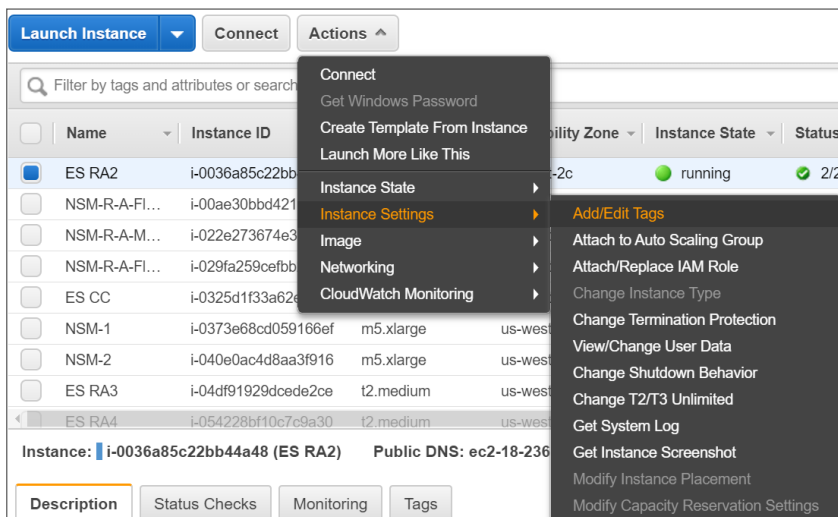 Launch Instance Connect Actions
Filter by tags and attributes or search
Connect
Get Windows Password
Create Template From Instance
Launch More Like This
Instance State
Instance Settings
Image
Networking
CloudWatch Monitoring
Add/Edit Tags
Attach to Auto Scaling Group
Attach/Replace IAM Role
Change Instance Type
Change Termination Protection
View/Change User Data
Change Shutdown Behavior
Change T2/T3 Unlimited
Get System Log
Get Instance Screenshot
Modify Instance Placement
Modify Capacity Reservation Settings
Name Instance ID bility Zone Instance State Status
ES RA2 i-0036a85c22bb -2c running 2/2
NSM-R-A-Fl... i-00ae30bbd421
NSM-R-A-M... i-022e273674e3
NSM-R-A-Fl... i-029fa259cefbb
ES CC i-0325d1f33a62e
NSM-1 i-0373e68cd059166ef m5.xlarge us-west
NSM-2 i-040e0ac4d8aa3f916 m5.xlarge us-west
ES RA3 i-04df91929dcede2ce t2.medium us-west
ES RA4 i-054228bf10c7c9a30 t2.medium us-west
Instance: i-0036a85c22bb44a48 (ES RA2) Public DNS: ec2-18-236
Description Status Checks Monitoring Tags